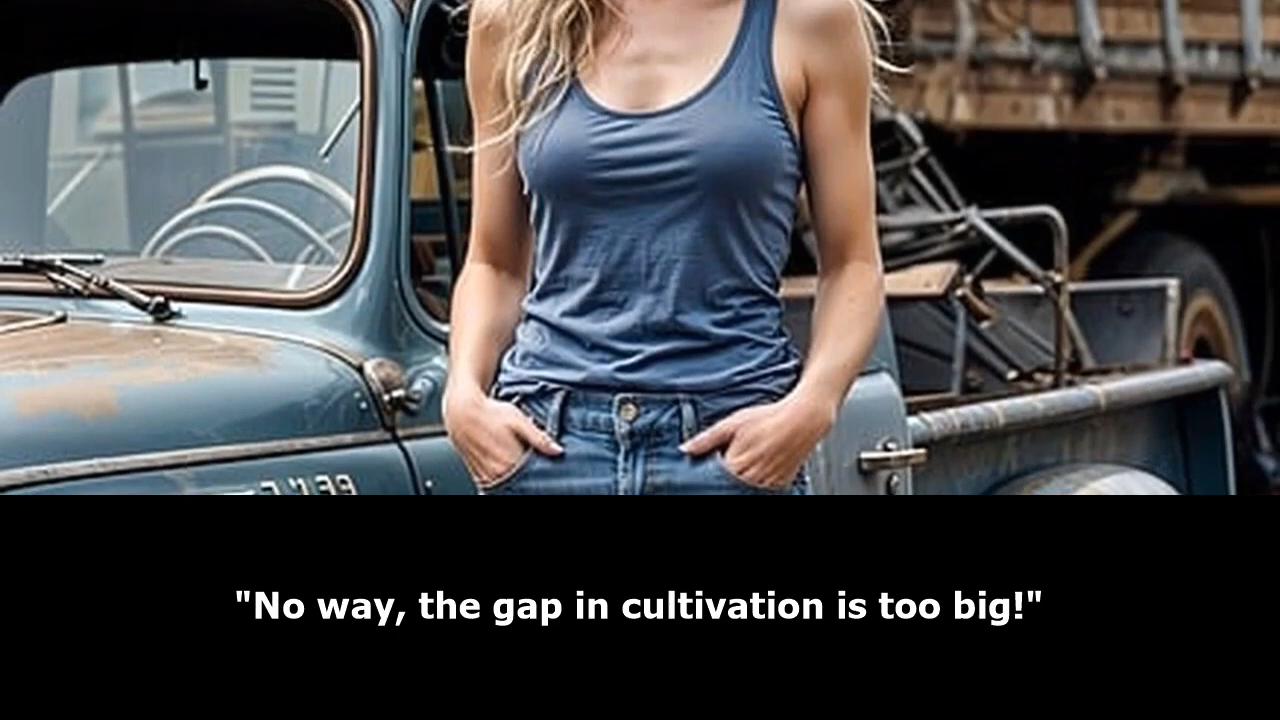 "No way, the gap in cultivation is too big!"